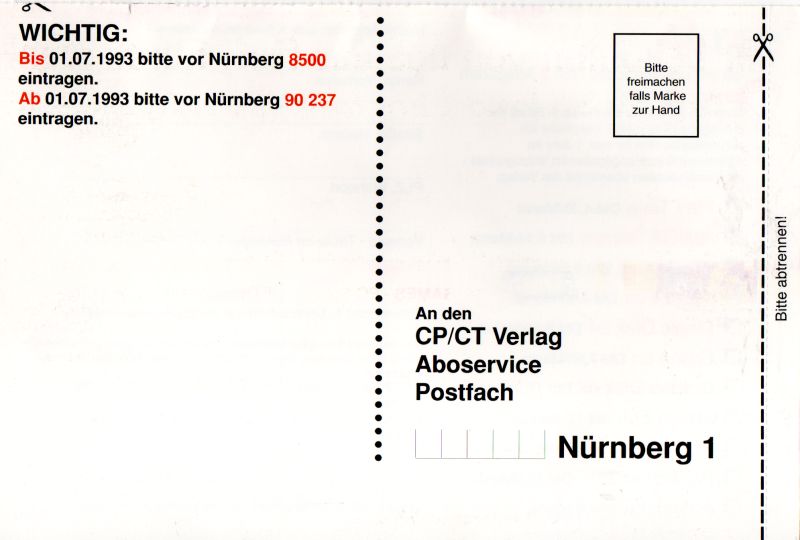 WICHTIG:
Bis 01.07.1993 bitte vor Nürnberg 8500
eintragen.
Ab 01.07.1993 bitte vor Nürnberg 90 237
eintragen.
Bitte
freimachen
falls Marke
zur Hand
An den
CP/CT Verlag
Aboservice
Postfach
Nürnberg 1
Bitte abtrennen!